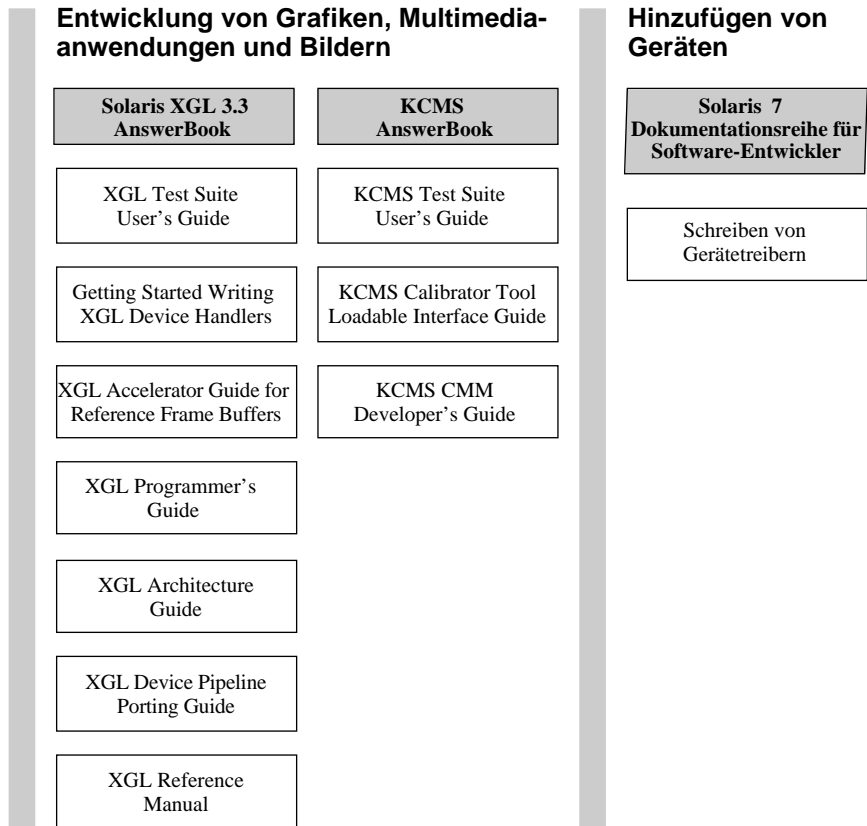 Entwicklung von Grafiken, Multimedia-
anwendungen und Bildern
Solaris XGL 3.3
AnswerBook
XGL Test Suite
User's Guide
Getting Started Writing
XGL Device Handlers
XGL Accelerator Guide for
Reference Frame Buffers
XGL Programmer's
Guide
XGL Architecture
Guide
XGL Device Pipeline
Porting Guide
XGL Reference
Manual
KCMS
AnswerBook
KCMS Test Suite
User's Guide
KCMS Calibrator Tool
Loadable Interface Guide
KCMS CMM
Developer's Guide
Hinzufügen von
Geräten
Solaris 7
Dokumentationsreihe für
Software-Entwickler
Schreiben von
Gerätetreibern